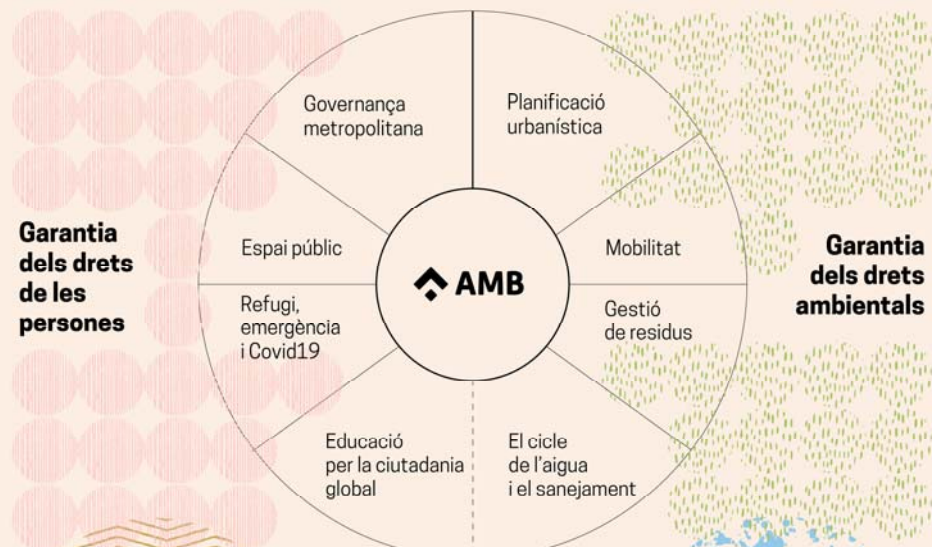 Governança
metropolitana
Planificació
urbanística
Garantia
dels drets
de les
persones
Espai públic
Refugi,
emergència
i Covid19
AMB
Mobilitat
Gestió
de residus
Garantia
dels drets
ambientals
Educació
per la ciutadania
global
El cicle
de l'aigua
i el sanejament